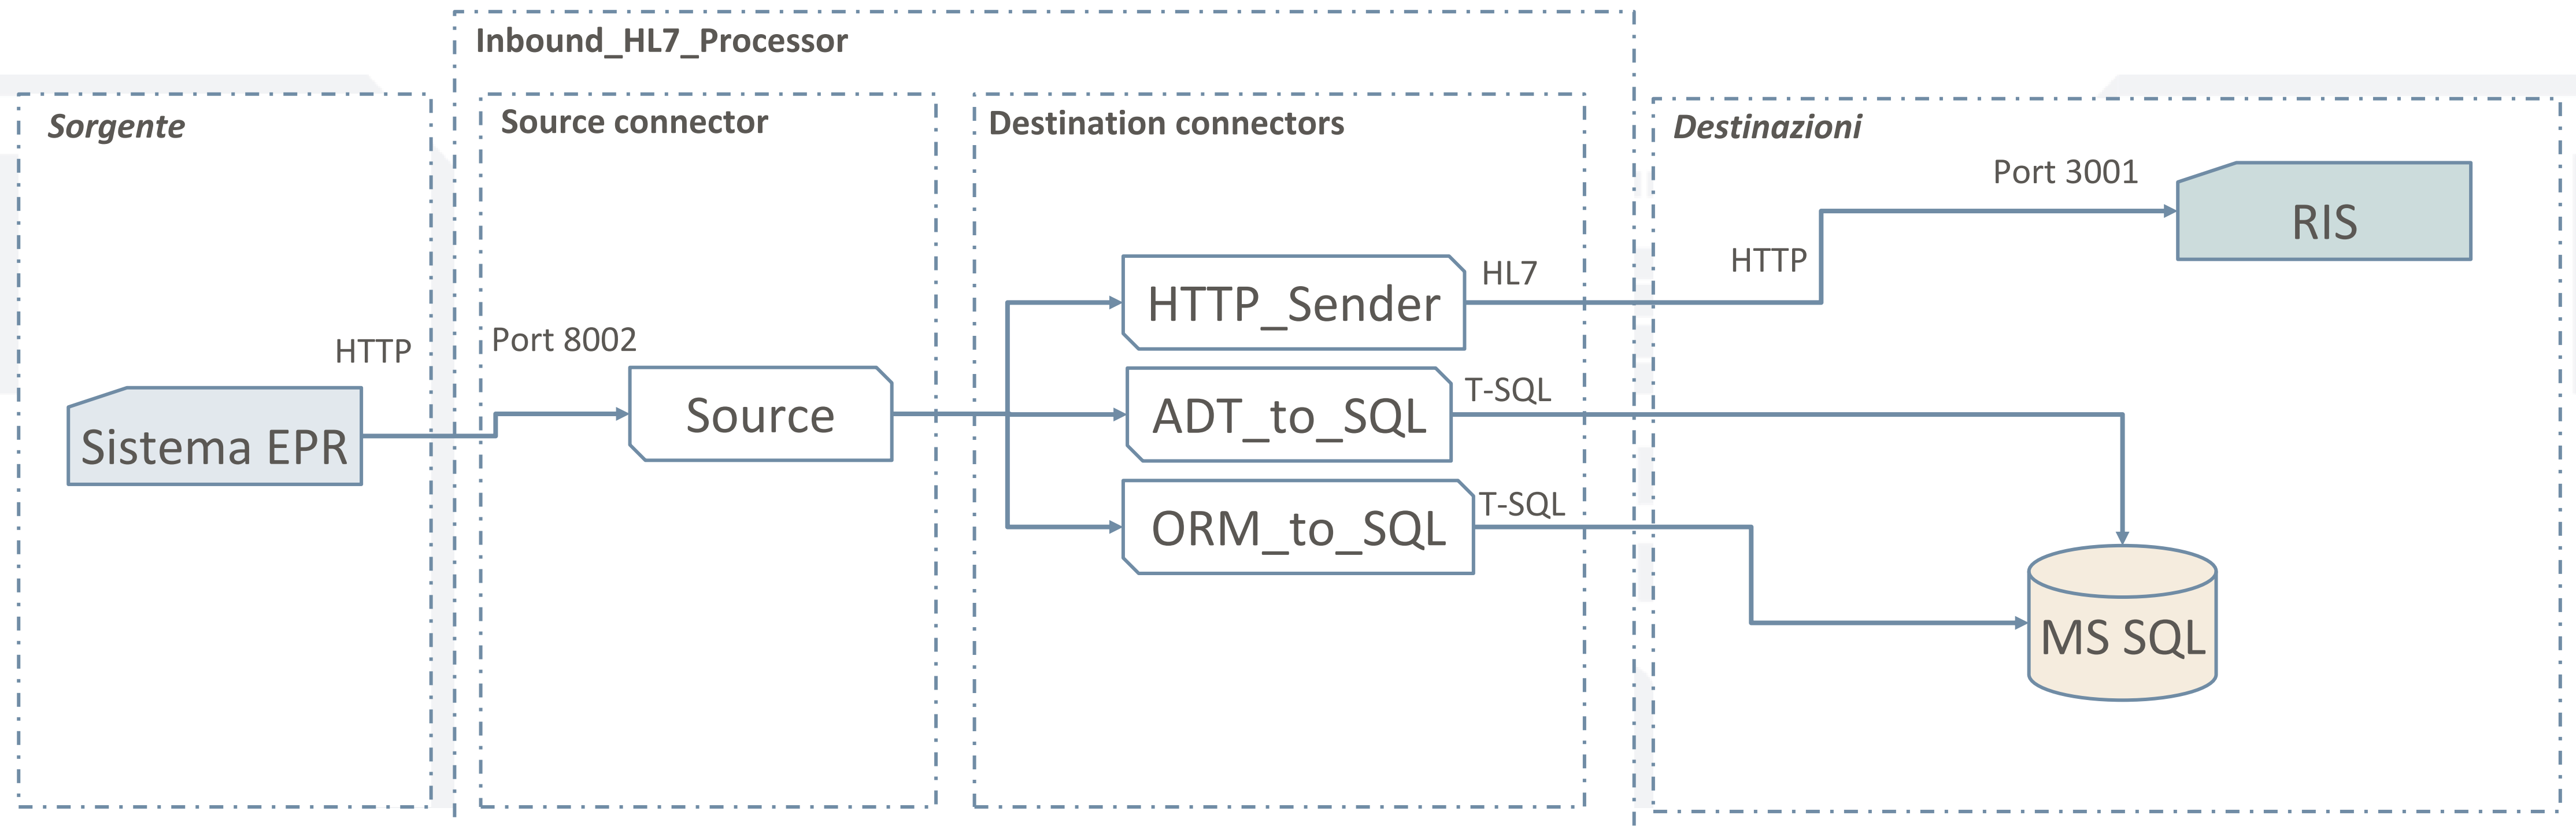 Inbound_HL7_Processor
Sorgente
Source connector
Destination connectors
Destinazioni
Port 3001
RIS
HTTP
HL7
HTTP_Sender
HTTP
Port 8002
Sistema EPR
Source
ADT_to_SQL
T-SQL
ORM_to_SQL
T-SQL
MS SQL